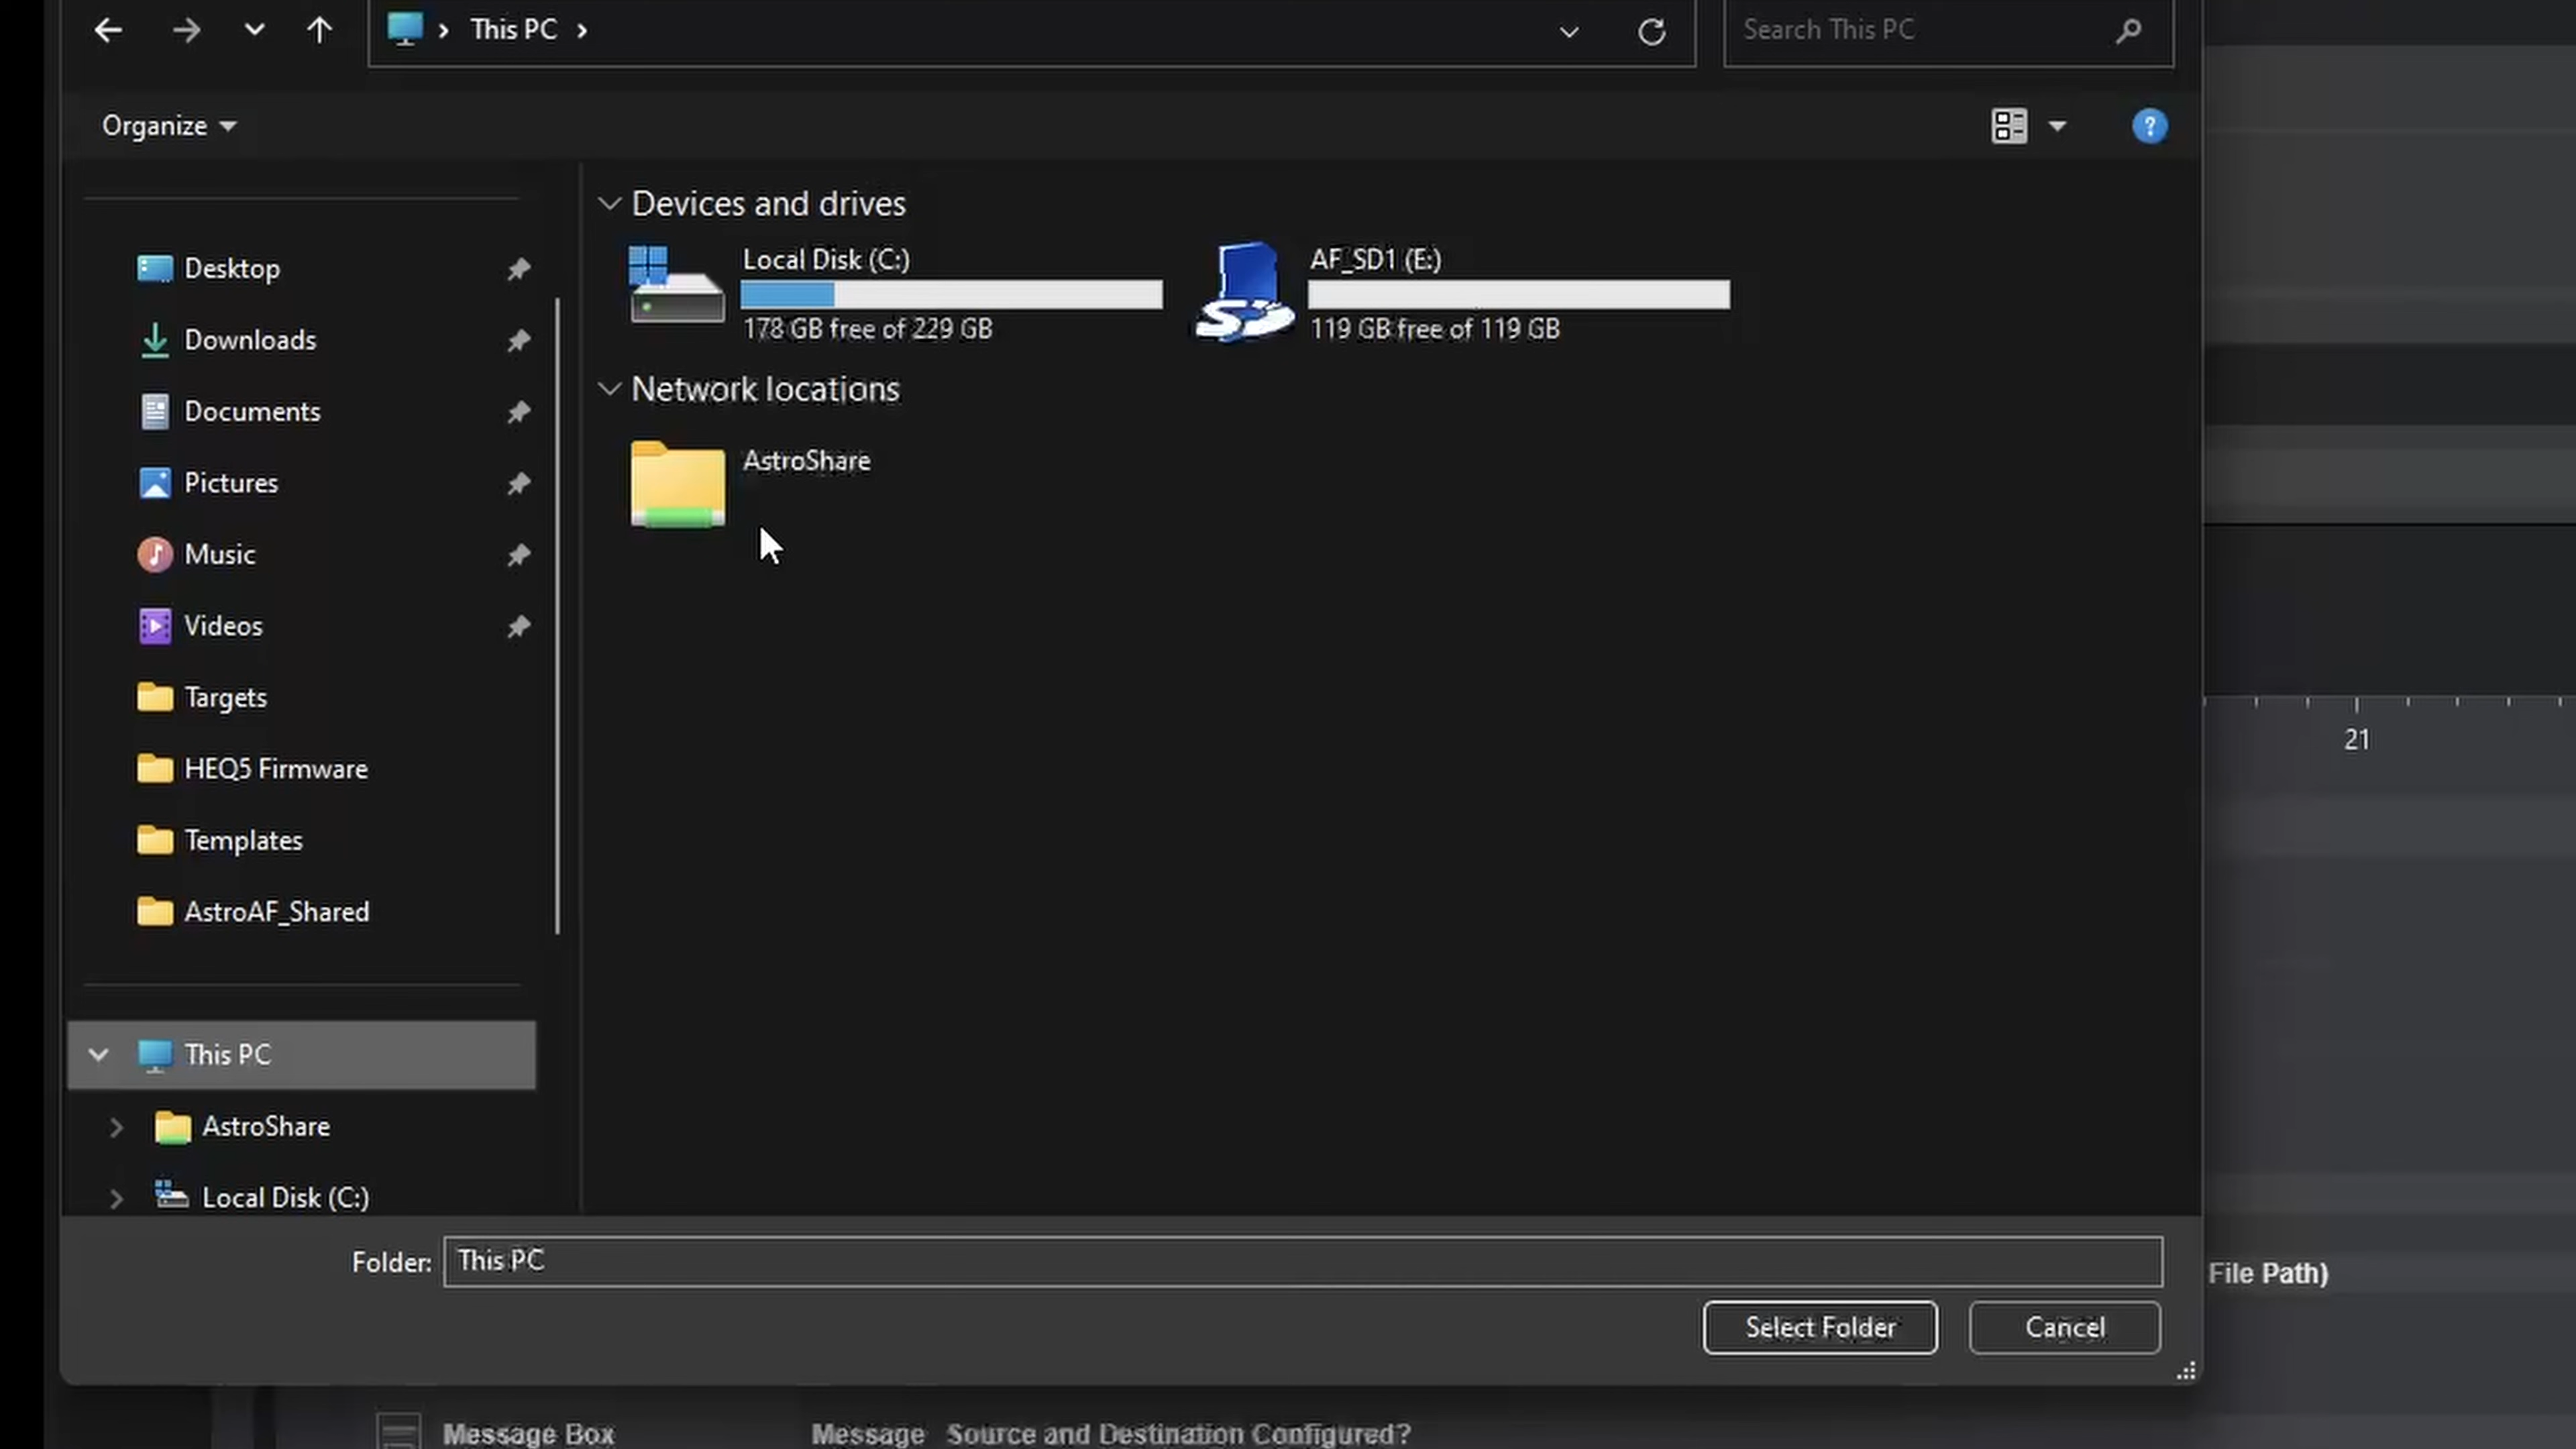 This PC
Search This PC
Organize
Devices and drives
Desktop
Local Disk (C:)
178 GB free of 229 GB
AF_SD1 (E:)
119 GB free of 119 GB
Downloads
Network locations
Documents
AstroShare
Pictures
Music
Videos
Targets
21
HEQ5 Firmware
Templates
AstroAF_Shared
This PC
AstroShare
Local Disk (C:)
Folder: This PC
File Path)
Select Folder
Cancel
Message Box
Message Source and Destination Configured?